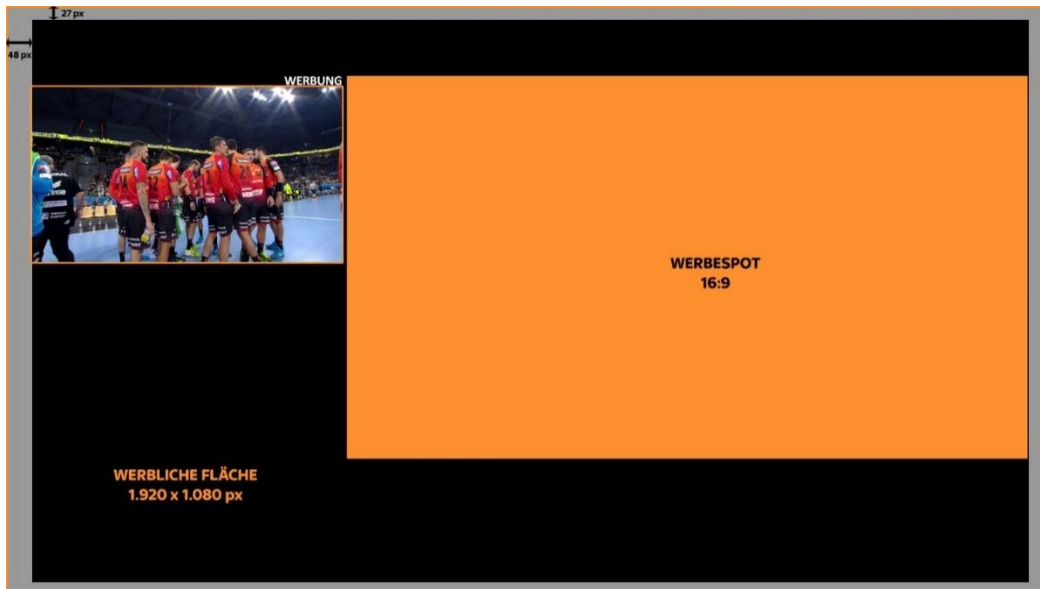 27 px
48 px
WERBUNG
WERBESPOT
16:9
WERBLICHE FLÄCHE
1.920 x 1.080 px